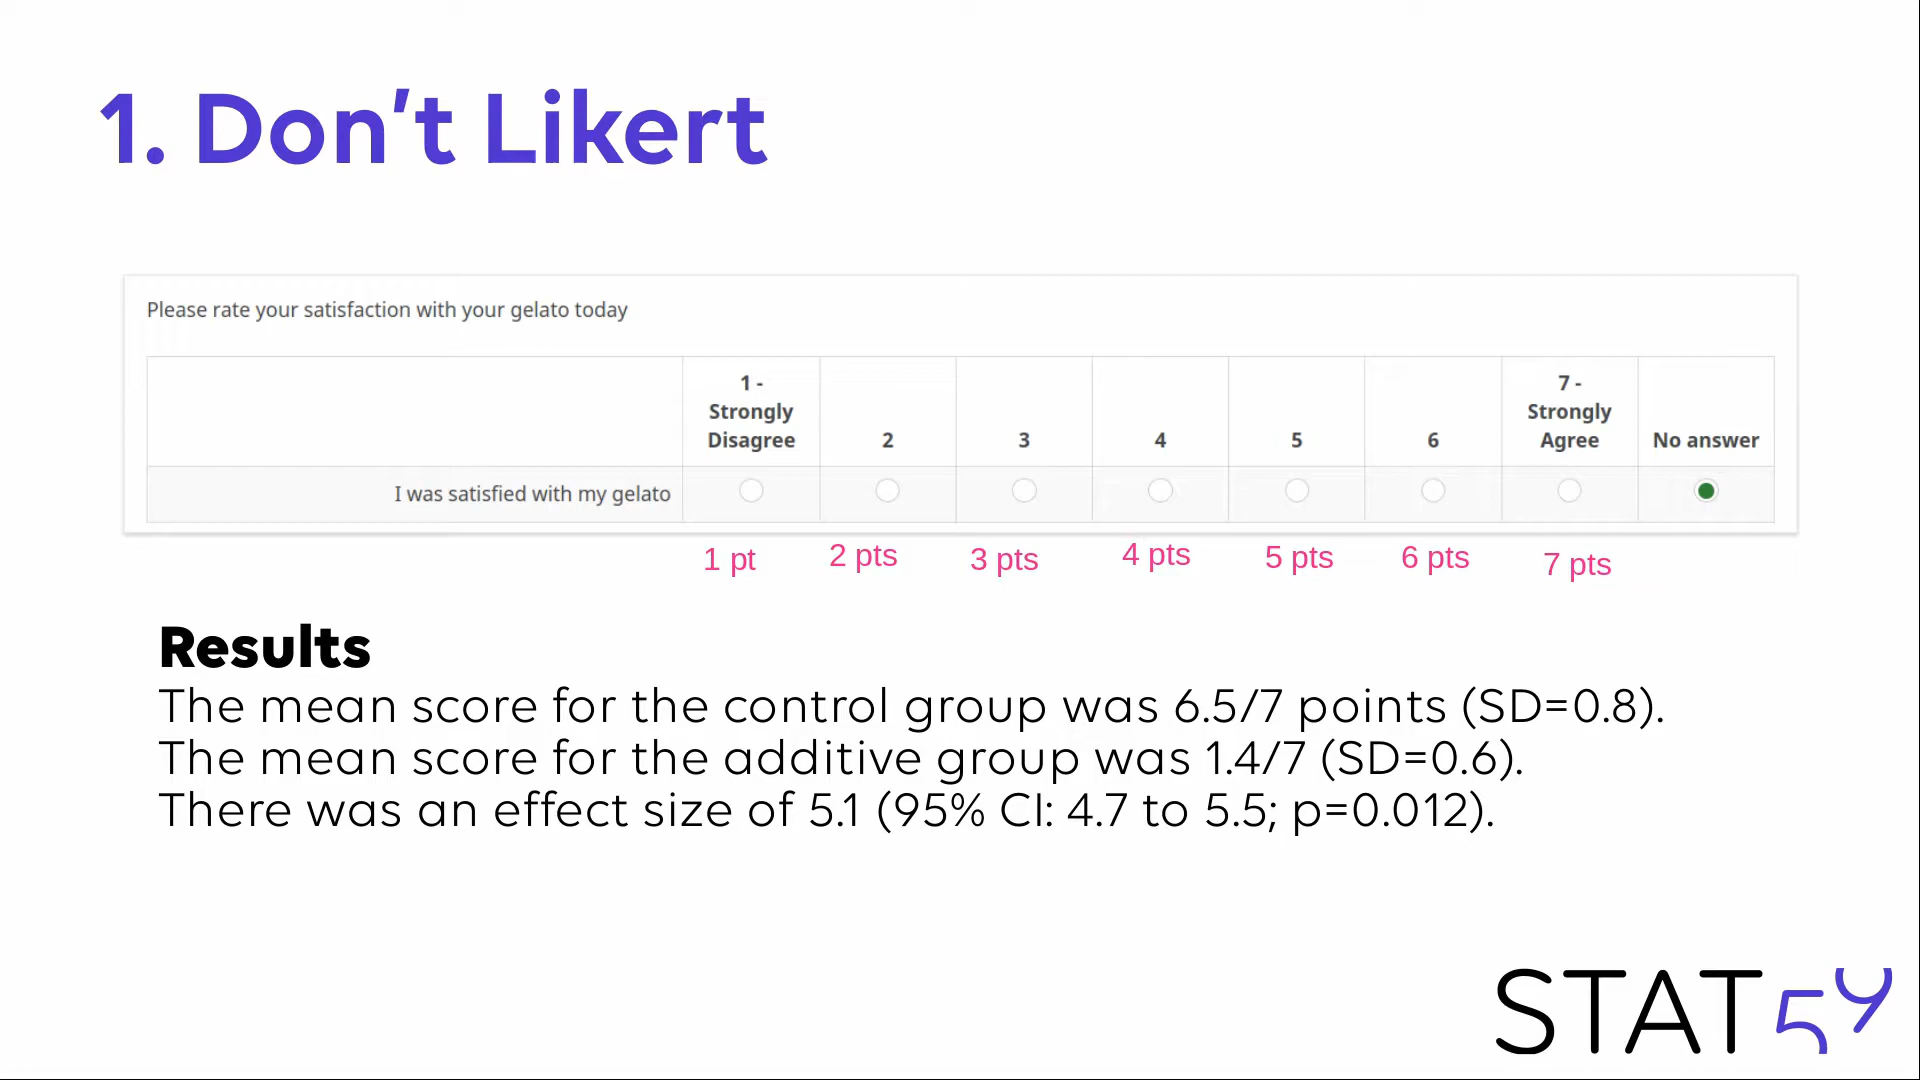 1. Don't Likert
Please rate your satisfaction with your gelato today
1 -
Strongly
Disagree
2
3
4
5
6
7 -
Strongly
Agree
No answer
I was satisfied with my gelato
1 pt
2 pts
3 pts
4 pts
5 pts
6 pts
7 pts
Results
The mean score for the control group was 6.5/7 points (SD=0.8).
The mean score for the additive group was 1.4/7 (SD=0.6).
There was an effect size of 5.1 (95% CI: 4.7 to 5.5; p=0.012).
STAT59